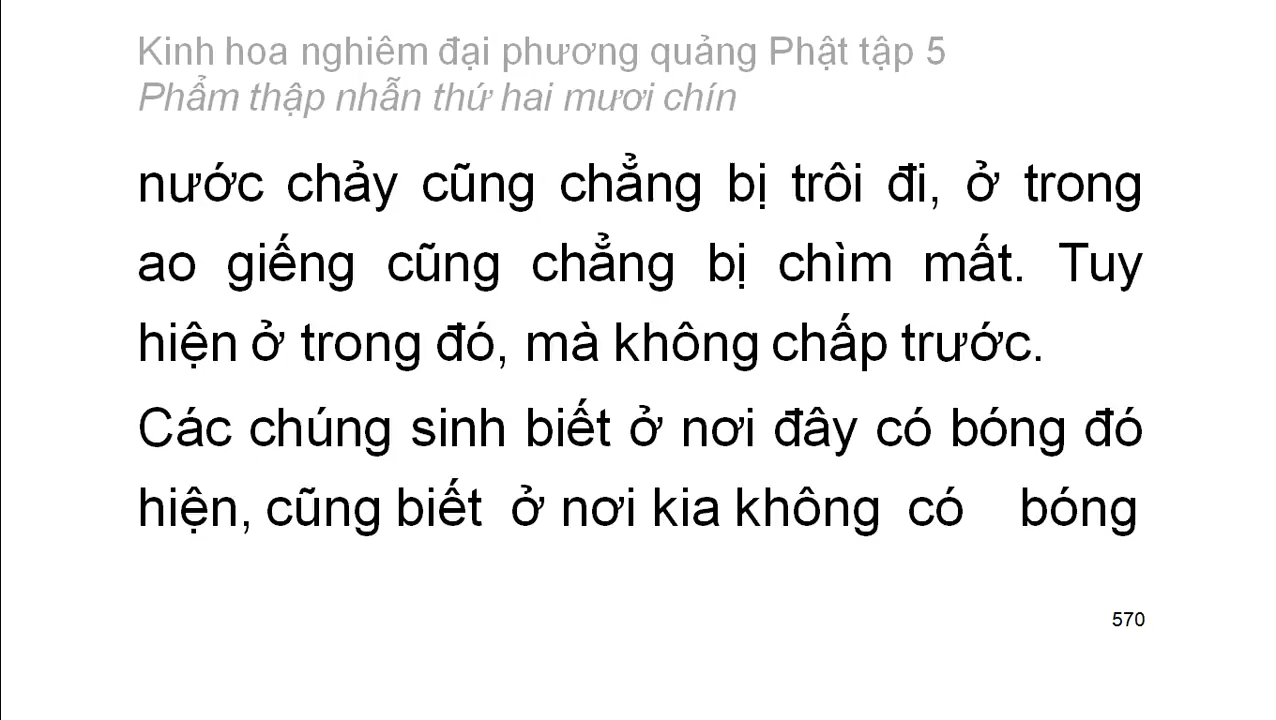 Kinh hoa nghiêm đại phương quảng Phật tập 5
Phẩm thập nhẫn thứ hai mươi chín
nước chảy cũng chẳng bị trôi đi, ở trong
ao giếng cũng chẳng bị chìm mất. Tuy
hiện ở trong đó, mà không chấp trước.
Các chúng sinh biết ở nơi đây có bóng đó
hiện, cũng biết ở nơi kia không có bóng
570